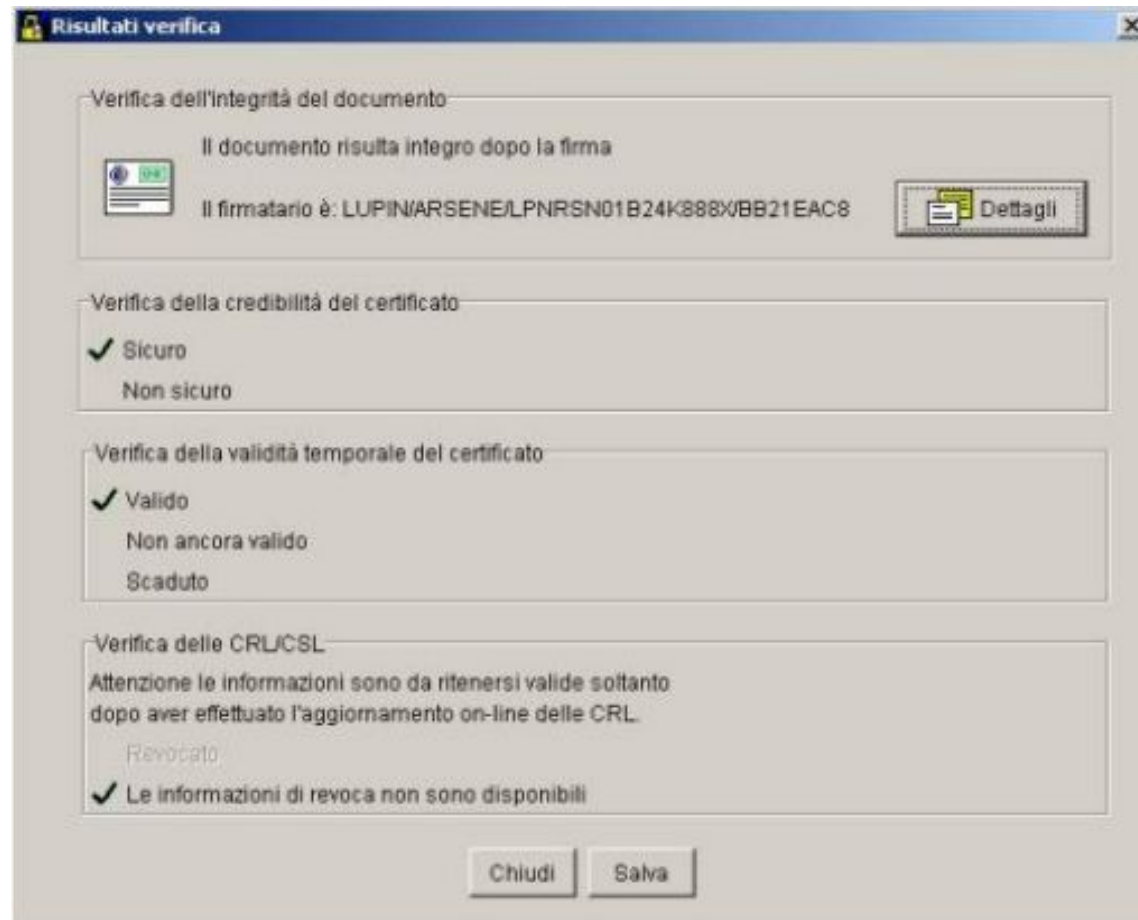 Risultati verifica
Verifica dell'integrità del documento
Il documento risulta integro dopo la firma
Il firmatario è: LUPIN/ARSENE/LPNRSN01B24K888X/BB21EAC8
Dettagli
Verifica della credibilità del certificato
Sicuro
Non sicuro
Verifica della validità temporale del certificato
Valido
Non ancora valido
Scaduto
Verifica delle CRL/CSL
Attenzione le informazioni sono da ritenersi valide soltanto
dopo aver effettuato l'aggiornamento on-line delle CRL.
Revocato
Le informazioni di revoca non sono disponibili
Chiudi
Salva